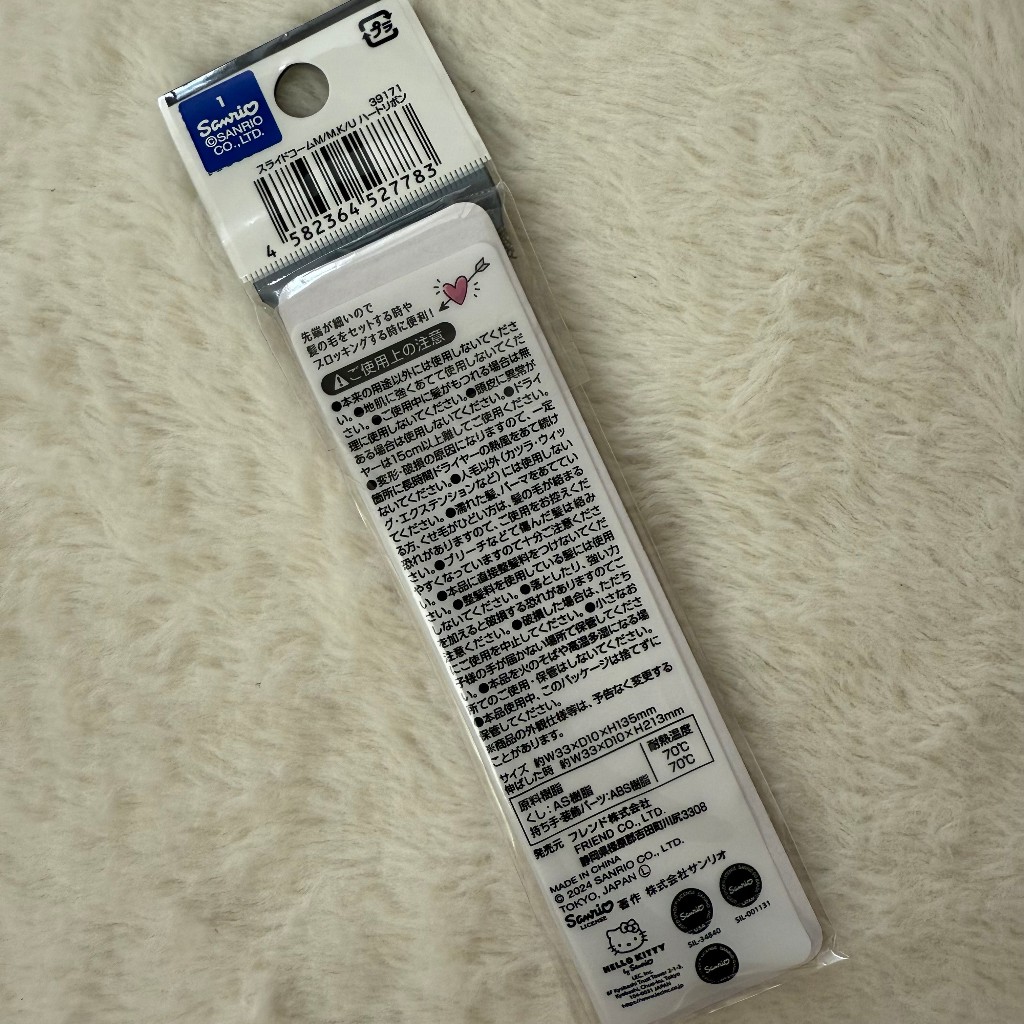 プラ
1
Sanrio
©SANRIO
CO.,LTD.
39171
スライドコームM/M.K/U ハートリボン
4 582364 527783
先端が細いので
髪の毛をセットする時や
ブロッキングする時に便利!
ご使用上の注意
●本来の用途以外には使用しないでくださ
い。●地肌に強くあてて使用しないでくだ
さい。●ご使用中に髪がもつれる場合は無
理に使用しないでください。●頭皮に異常が
ある場合は使用しないでください。●ドライ
ヤーは15cm以上離してご使用ください。
●変形・破損の原因になりますので、一定
箇所に長時間ドライヤーの熱風をあて続け
ないでください。●人毛以外(カツラ・ウィッ
グ・エクステンションなど)には使用しない
でください。●濡れた髪、パーマをあててい
る方、くせ毛がひどい方は、髪の毛が絡まる
恐れがありますので、ご使用をお控えくだ
さい。●ブリーチなどで傷んだ髪は絡み
やすくなっていますので十分ご注意くださ
い。●本品に直接整髪料をつけないでくだ
さい。●整髪料を使用している髪には使用
しないでください。●落としたり、強い力
を加えると破損する恐れがありますのでご
注意ください。●破損した場合は、ただち
にご使用を中止してください。●小さなお
子様の手が届かない場所で保管してくださ
い。●本品を火のそばや高温多湿になる場
所でのご使用・保管はしないでください。
●本品使用中、このパッケージは捨てずに
保管してください。
※商品の外観仕様等は、予告なく変更する
ことがあります。
サイズ 約W33×D10×H135mm
伸ばした時 約W33×D10×H213mm
原料樹脂 耐熱温度
くし:AS樹脂 70℃
持ち手・装飾パーツ:ABS樹脂 70℃
発売元 フレンド株式会社
FRIEND CO., LTD.
静岡県榛原郡吉田町川尻3308
MADE IN CHINA
© 2024 SANRIO CO., LTD.
TOKYO, JAPAN Ⓛ
Sanrio 著作 株式会社サンリオ
LICENSE
Sanrio
SIL-001131
Sanrio
SIL-34840
HELLO KITTY
by Sanrio
Sanrio
LEC, Inc.
104-0031 JAPAN